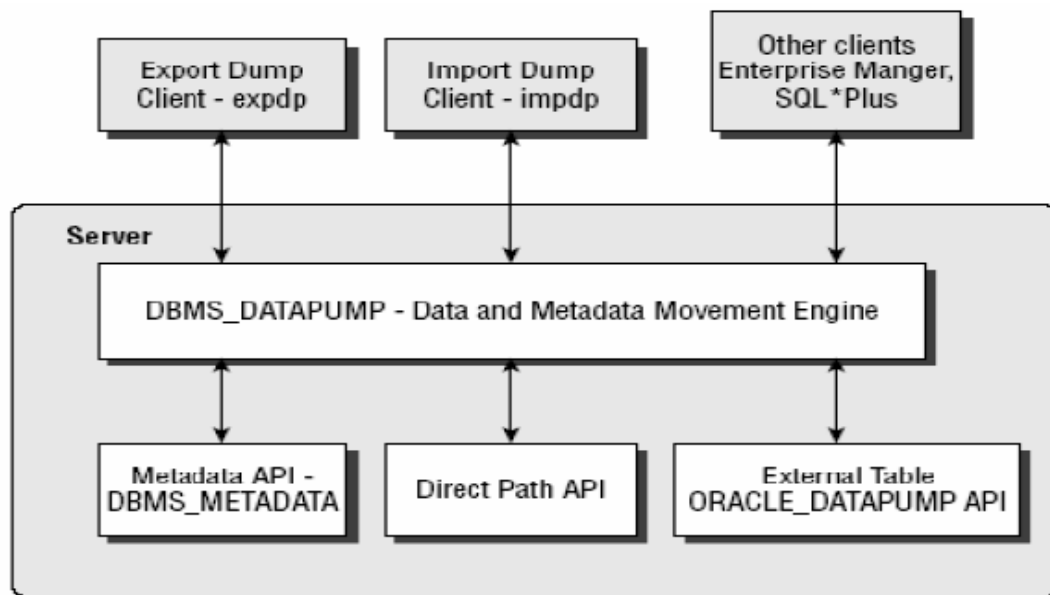 Export Dump
Client - expdp
Import Dump
Client - impdp
Other clients
Enterprise Manger,
SQL*Plus
Server
DBMS_DATAPUMP - Data and Metadata Movement Engine
Metadata API -
DBMS_METADATA
Direct Path API
External Table
ORACLE_DATAPUMP API